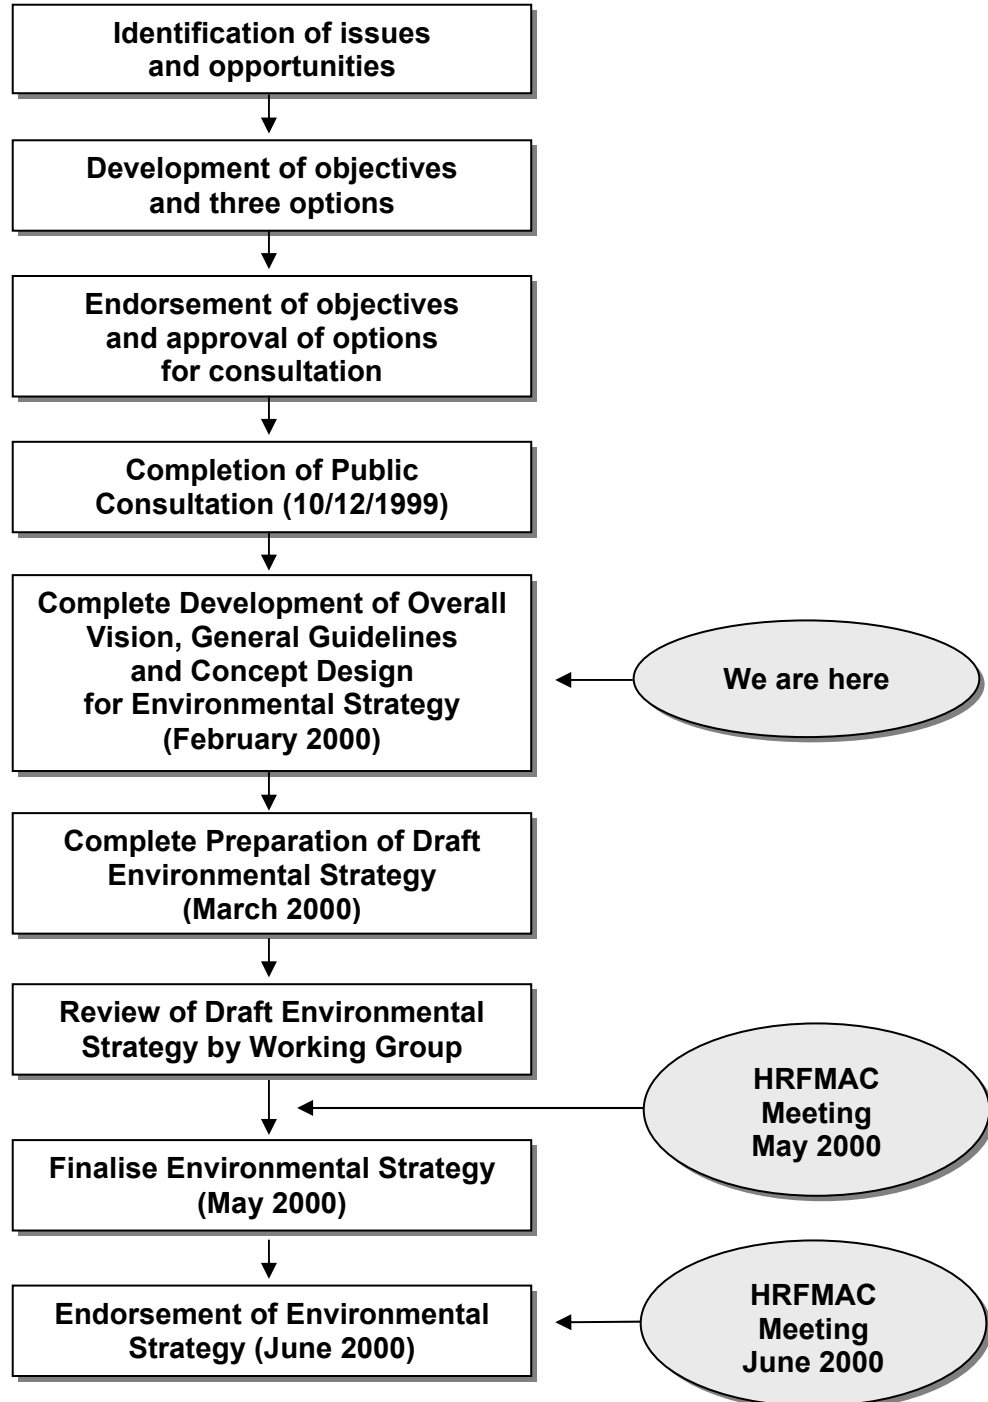 Identification of issues
and opportunities
Development of objectives
and three options
Endorsement of objectives
and approval of options
for consultation
Completion of Public
Consultation (10/12/1999)
Complete Development of Overall
Vision, General Guidelines
and Concept Design
for Environmental Strategy
(February 2000)
We are here
Complete Preparation of Draft
Environmental Strategy
(March 2000)
Review of Draft Environmental
Strategy by Working Group
HRFMAC
Meeting
May 2000
Finalise Environmental Strategy
(May 2000)
Endorsement of Environmental
Strategy (June 2000)
HRFMAC
Meeting
June 2000